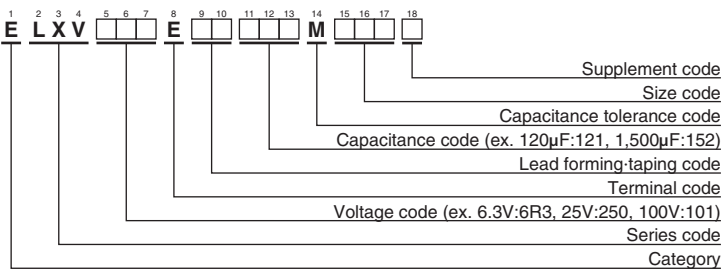 1 2 3 4 5 6 7 8 9 10 11 12 13 14 15 16 17 18
E L X V □□□ E □□ □□□ M □□□ □
Supplement code
Size code
Capacitance tolerance code
Capacitance code (ex. 120µF:121, 1,500µF:152)
Lead forming·taping code
Terminal code
Voltage code (ex. 6.3V:6R3, 25V:250, 100V:101)
Series code
Category